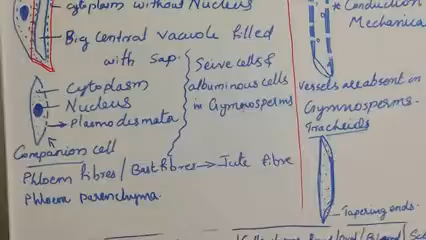 cytoplasm without Nucleus
Big Central vacuole filled
with Sap.
Seive cells &
albuminous cells
in Gymnosperms
Cytoplasm
Nucleus
Plasmodesmata
Companion cell
Phloem fibres / Bast fibres → Jute fibre
Phloem parenchyma.
* Conduction
Mechanica
Vessels are absent in
Gymnosperms.
Tracheids
Tapering ends.